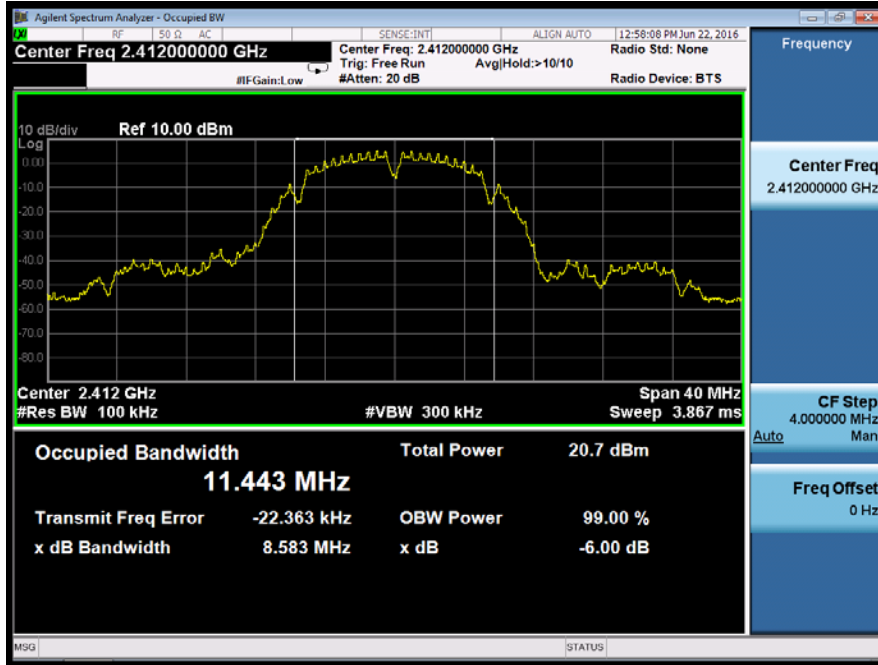 Agilent Spectrum Analyzer - Occupied BW
LXI RF 50 Ω AC SENSE:INT ALIGN AUTO 12:58:08 PM Jun 22, 2016
Center Freq 2.412000000 GHz
Center Freq: 2.412000000 GHz
Radio Std: None
Trig: Free Run Avg|Hold:>10/10
#IFGain:Low
#Atten: 20 dB
Radio Device: BTS
10 dB/div Ref 10.00 dBm
Log
0.00
-10.0
-20.0
-30.0
-40.0
-50.0
-60.0
-70.0
-80.0
Center 2.412 GHz
Span 40 MHz
#Res BW 100 kHz
#VBW 300 kHz
Sweep 3.867 ms
Occupied Bandwidth
Total Power 20.7 dBm
11.443 MHz
Transmit Freq Error -22.363 kHz
OBW Power 99.00 %
x dB Bandwidth 8.583 MHz
x dB -6.00 dB
Frequency
Center Freq
2.412000000 GHz
CF Step
4.000000 MHz
Auto Man
Freq Offset
0 Hz
MSG
STATUS